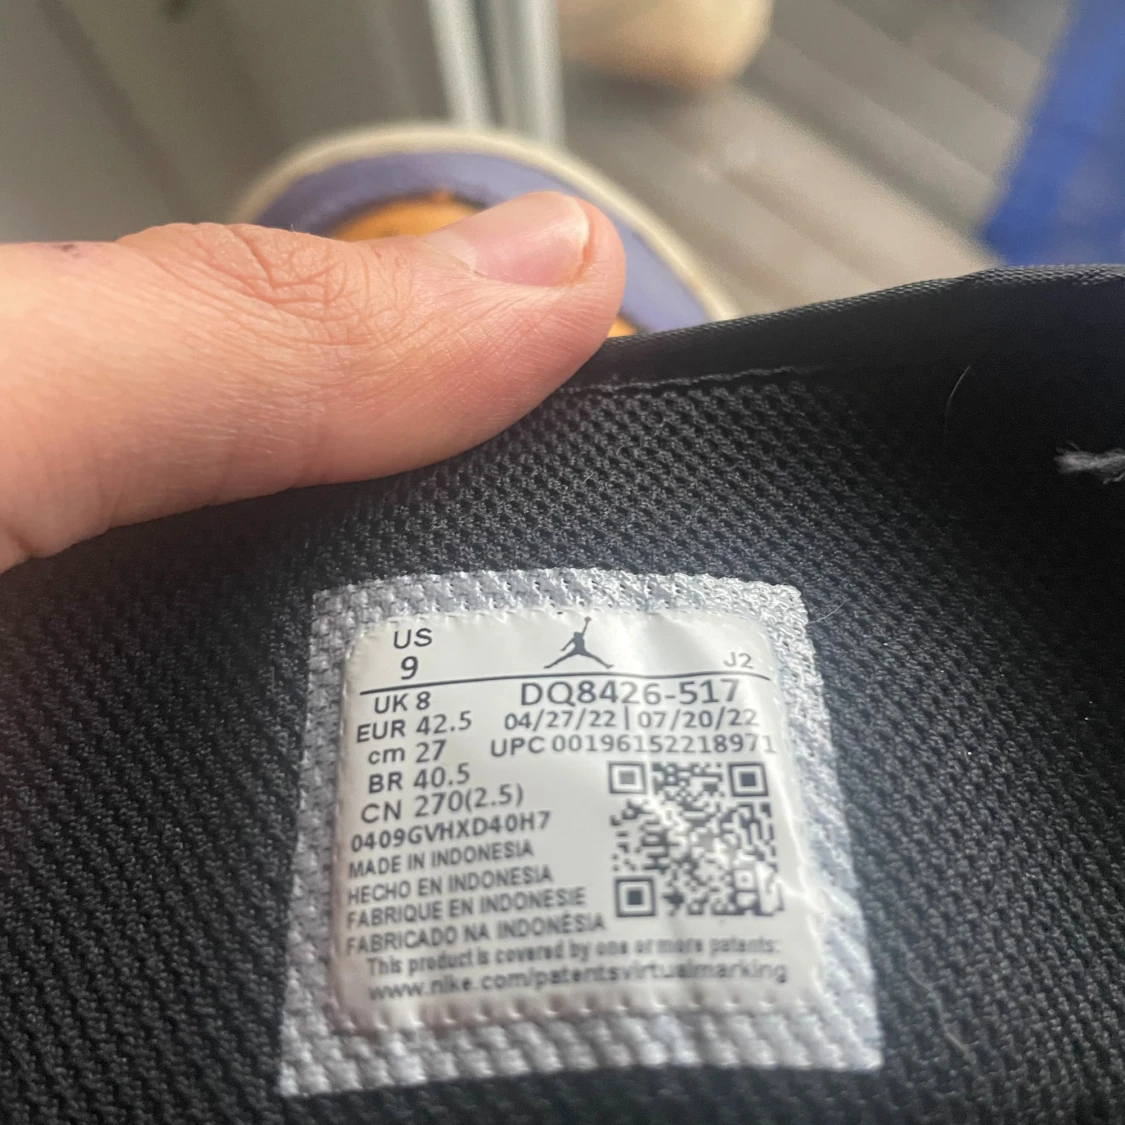 US
9
J2
UK 8
EUR 42.5
cm 27
BR 40.5
CN 270(2.5)
DQ8426-517
04/27/22 | 07/20/22
UPC 00196152218971
0409GVHXD40H7
MADE IN INDONESIA
HECHO EN INDONESIA
FABRIQUE EN INDONESIE
FABRICADO NA INDONÉSIA
This product is covered by one or more patents:
www.nike.com/patentsvirtualmarking